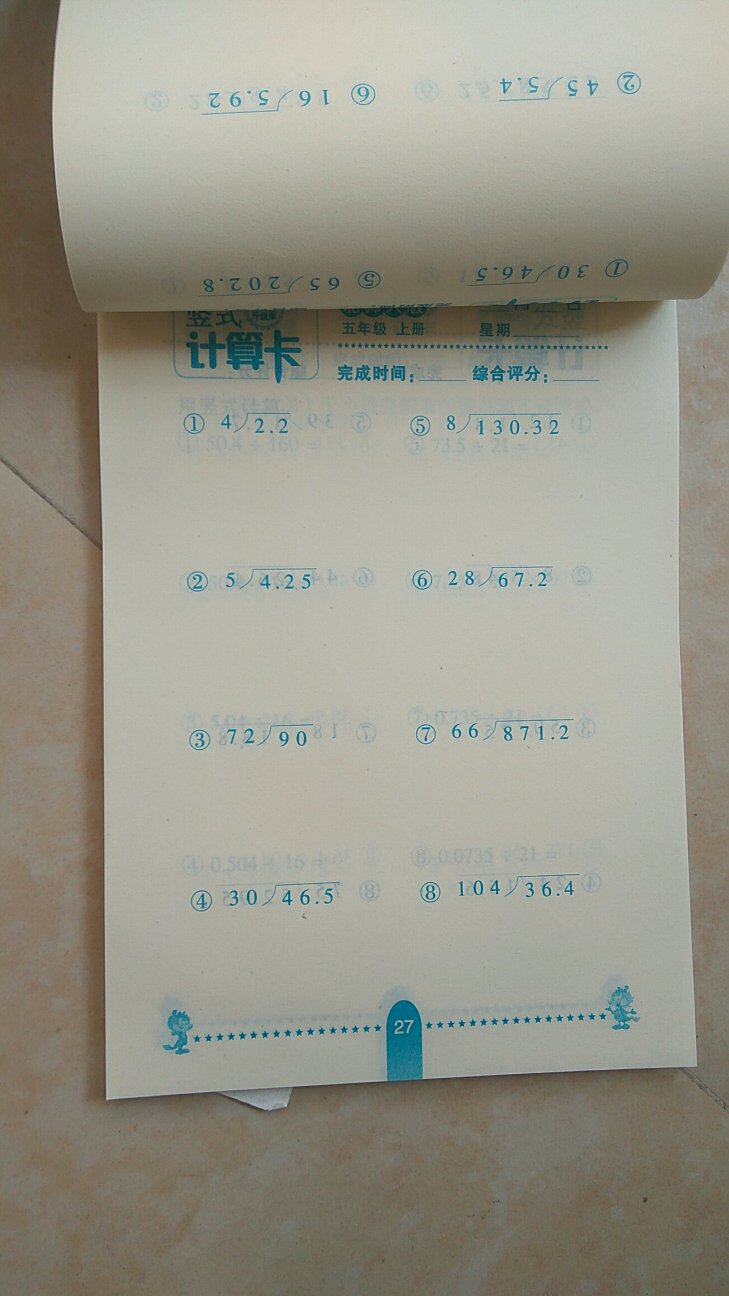 ② 45⟌5.4
⑥ 16⟌5.92
① 30⟌46.5
⑤ 65⟌202.8
竖式
计算卡
五年级 上册 星期
完成时间： 综合评分：
① 4⟌2.2 ⑤ 8⟌130.32
② 5⟌4.25 ⑥ 28⟌67.2
③ 72⟌90 ⑦ 66⟌871.2
④ 30⟌46.5 ⑧ 104⟌36.4
27